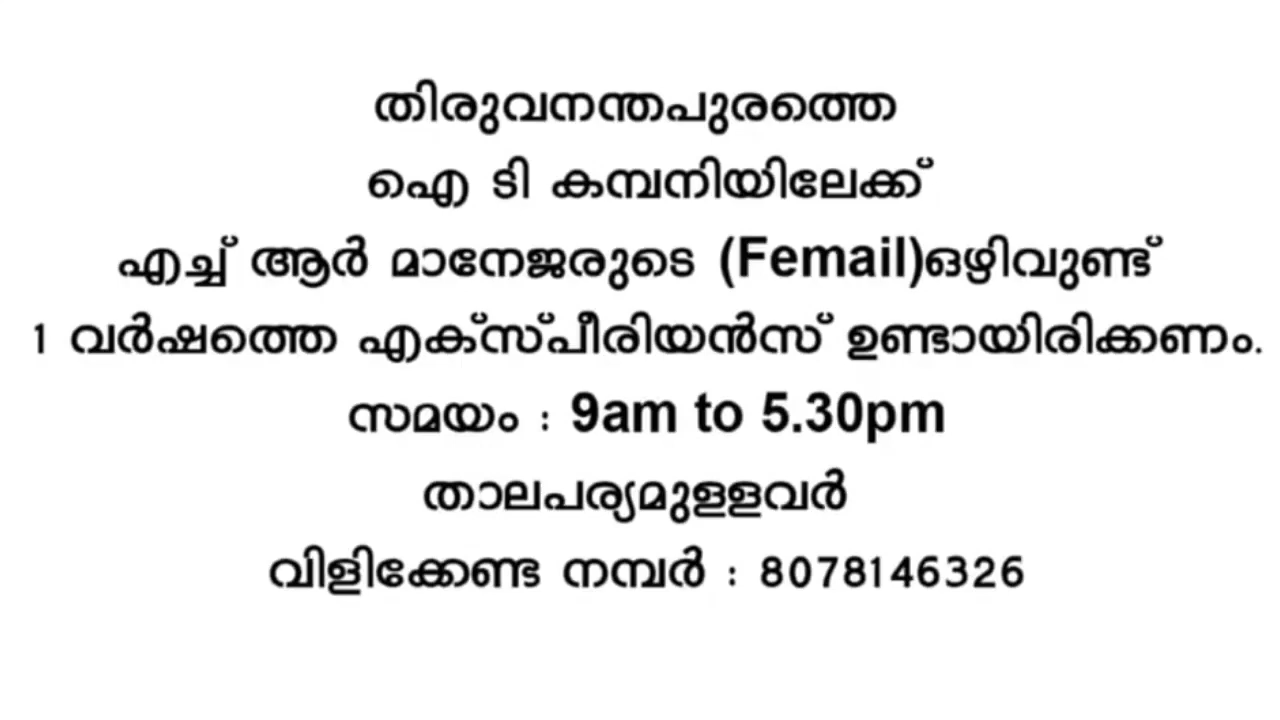 തിരുവനന്തപുരത്തെ
ഐ ടി കമ്പനിയിലേക്ക്
എച്ച് ആർ മാനേജരുടെ (Femail)ഒഴിവുണ്ട്
1 വർഷത്തെ എക്സ്പീരിയൻസ് ഉണ്ടായിരിക്കണം.
സമയം : 9am to 5.30pm
താലപര്യമുളളവർ
വിളിക്കേണ്ട നമ്പർ : 8078146326